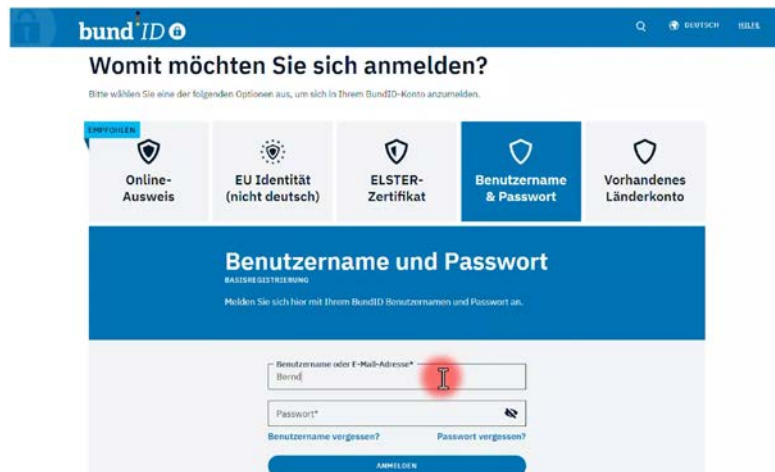 bund ID
DEUTSCH
HILFE
Womit möchten Sie sich anmelden?
Bitte wählen Sie eine der folgenden Optionen aus, um sich in Ihrem BundID-Konto anzumelden.
EMPFOHLEN
Online-
Ausweis
EU Identität
(nicht deutsch)
ELSTER-
Zertifikat
Benutzername
& Passwort
Vorhandenes
Länderkonto
Benutzername und Passwort
BASISREGISTRIERUNG
Melden Sie sich hier mit Ihrem BundID Benutzernamen und Passwort an.
Benutzername oder E-Mail-Adresse*
Bernd
Passwort*
Benutzername vergessen?
Passwort vergessen?
ANMELDEN